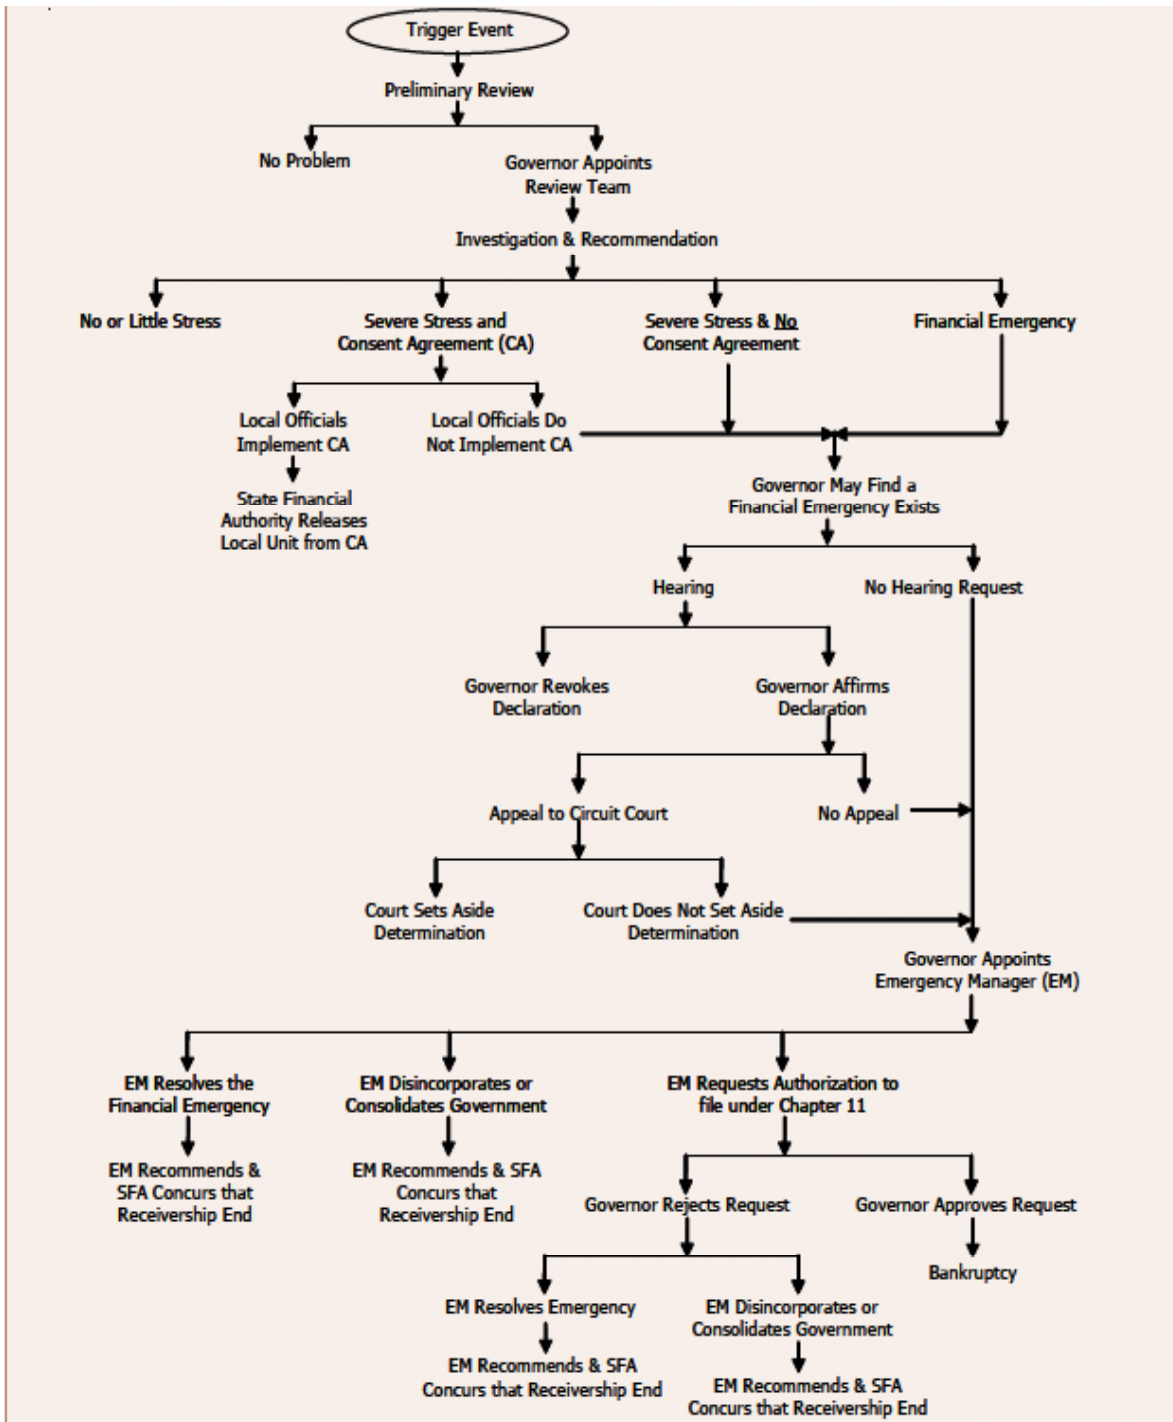 Trigger Event
Preliminary Review
No Problem
Governor Appoints
Review Team
Investigation & Recommendation
No or Little Stress
Severe Stress and
Consent Agreement (CA)
Severe Stress & No
Consent Agreement
Financial Emergency
Local Officials
Implement CA
Local Officials Do
Not Implement CA
State Financial
Authority Releases
Local Unit from CA
Governor May Find a
Financial Emergency Exists
Hearing
No Hearing Request
Governor Revokes
Declaration
Governor Affirms
Declaration
Appeal to Circuit Court
No Appeal
Court Sets Aside
Determination
Court Does Not Set Aside
Determination
Governor Appoints
Emergency Manager (EM)
EM Resolves the
Financial Emergency
EM Disincorporates or
Consolidates Government
EM Requests Authorization to
file under Chapter 11
EM Recommends &
SFA Concurs that
Receivership End
EM Recommends & SFA
Concurs that
Receivership End
Governor Rejects Request
Governor Approves Request
Bankruptcy
EM Resolves Emergency
EM Disincorporates or
Consolidates Government
EM Recommends & SFA
Concurs that Receivership End
EM Recommends & SFA
Concurs that Receivership End